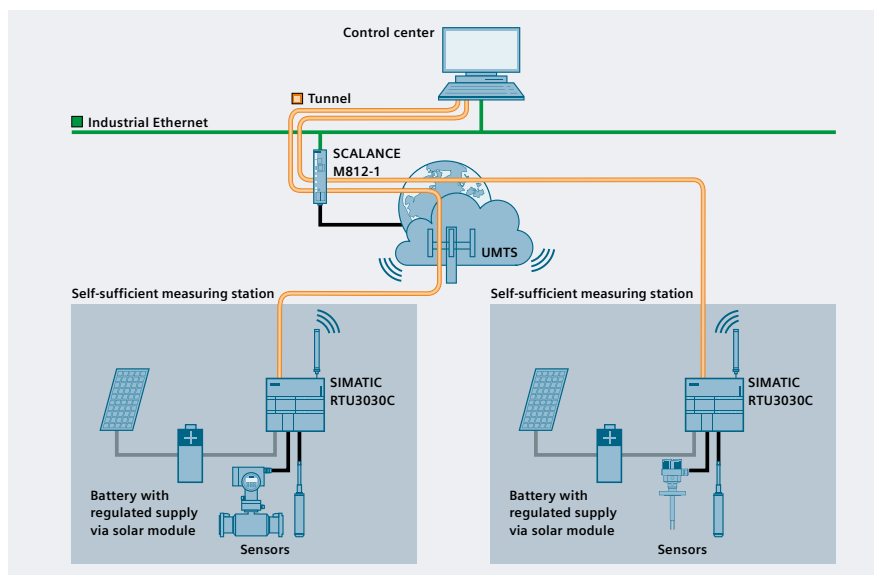 Control center
Tunnel
Industrial Ethernet
SCALANCE
M812-1
UMTS
Self-sufficient measuring station
SIMATIC
RTU3030C
Battery with
regulated supply
via solar module
Sensors
Self-sufficient measuring station
SIMATIC
RTU3030C
Battery with
regulated supply
via solar module
Sensors